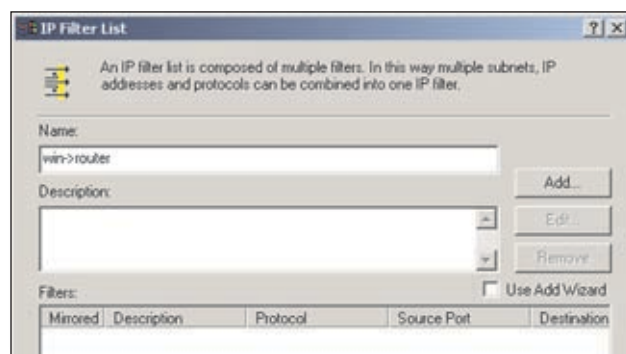 IP Filter List
An IP filter list is composed of multiple filters. In this way multiple subnets, IP
addresses and protocols can be combined into one IP filter.
Name:
win->router
Add...
Description:
Edit...
Remove
Filters:
Use Add Wizard
Mirrored Description Protocol Source Port Destination